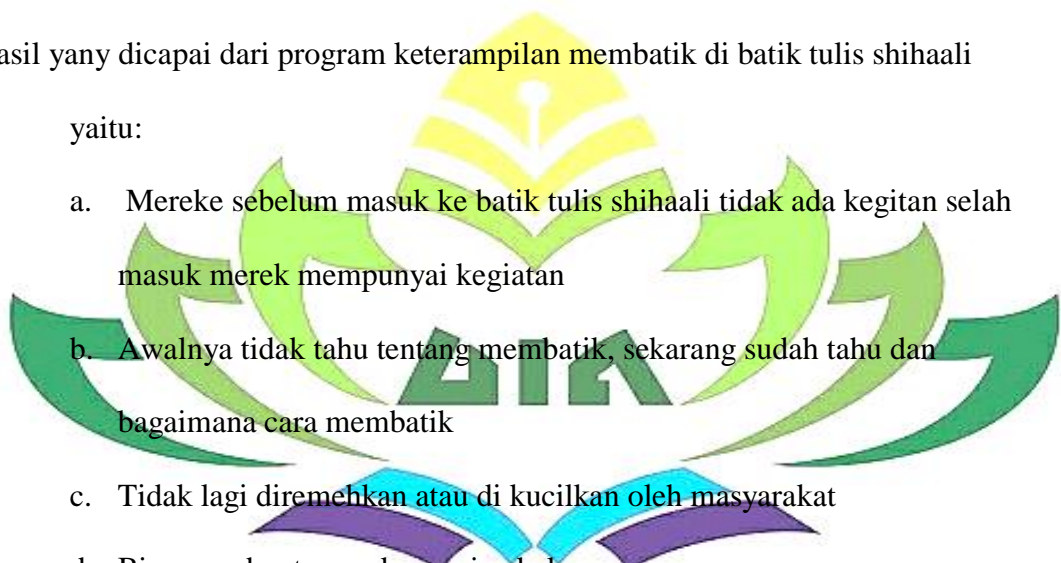 asil yany dicapai dari program keterampilan membatik di batik tulis shihaali
yaitu:
a. Mereke sebelum masuk ke batik tulis shihaali tidak ada kegitan selah
masuk merek mempunyai kegiatan
b. Awalnya tidak tahu tentang membatik, sekarang sudah tahu dan
bagaimana cara membatik
c. Tidak lagi diremehkan atau di kucilkan oleh masyarakat